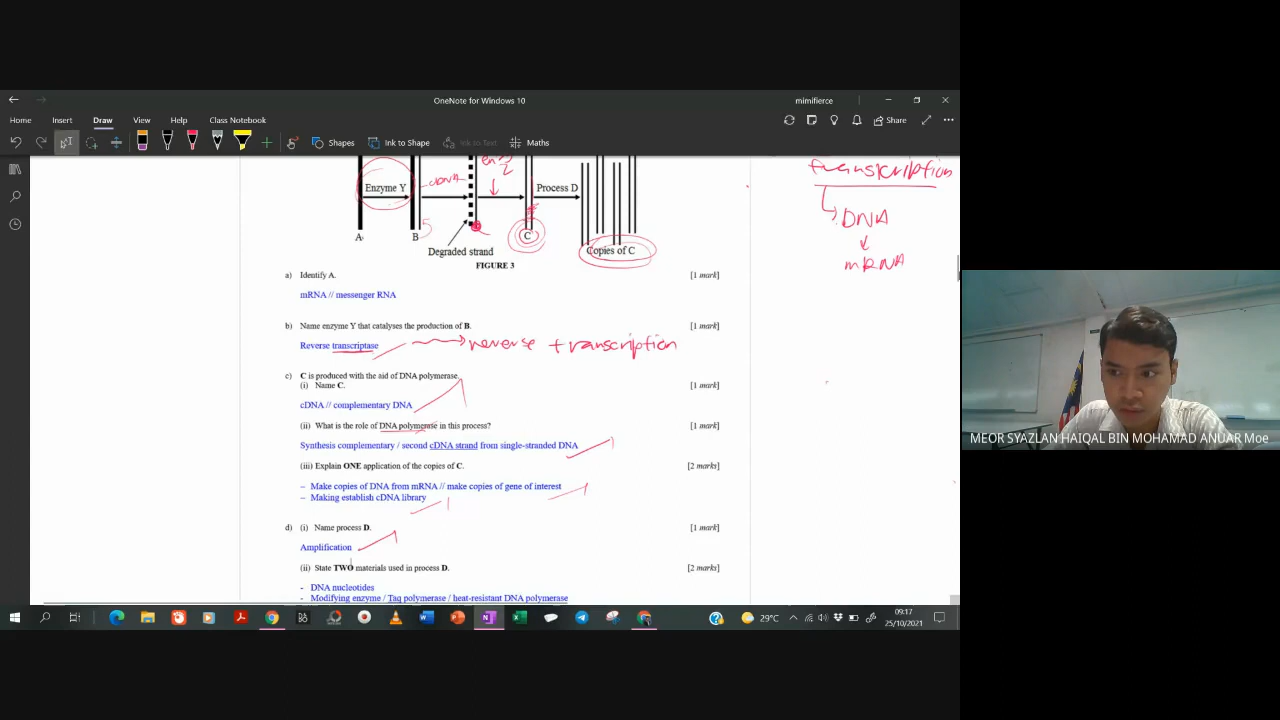 OneNote for Windows 10
mimifierce
Home Insert Draw View Help Class Notebook
Share
Shapes Ink to Shape Ink to Text Maths
Enzyme Y
cDNA
Process D
A
B
5
Degraded strand
C
Copies of C
FIGURE 3
transkription
DNA
mRNA
a) Identify A. [1 mark]
mRNA // messenger RNA
b) Name enzyme Y that catalyses the production of B. [1 mark]
Reverse transcriptase
reverse transcription
c) C is produced with the aid of DNA polymerase.
(i) Name C. [1 mark]
cDNA // complementary DNA
(ii) What is the role of DNA polymerase in this process? [1 mark]
Synthesis complementary / second cDNA strand from single-stranded DNA
(iii) Explain ONE application of the copies of C. [2 marks]
– Make copies of DNA from mRNA // make copies of gene of interest
– Making establish cDNA library
d) (i) Name process D. [1 mark]
Amplification
(ii) State TWO materials used in process D. [2 marks]
- DNA nucleotides
- Modifying enzyme / Taq polymerase / heat-resistant DNA polymerase
MEOR SYAZLAN HAIQAL BIN MOHAMAD ANUAR Moe
29°C
09:17
25/10/2021